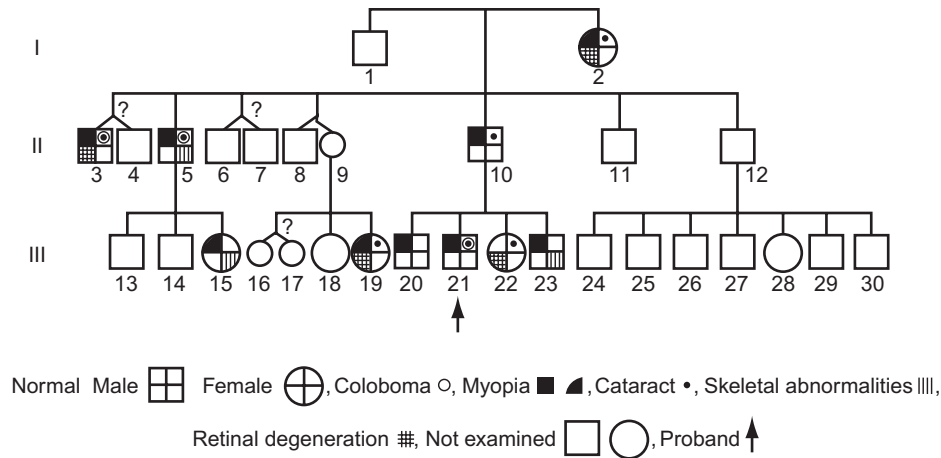 I
1 2
? ?
II
3 4 5 6 7 8 9 10 11 12
?
III
13 14 15 16 17 18 19 20 21 22 23 24 25 26 27 28 29 30
Normal Male Female , Coloboma , Myopia , Cataract , Skeletal abnormalities ,
Retinal degeneration , Not examined , Proband